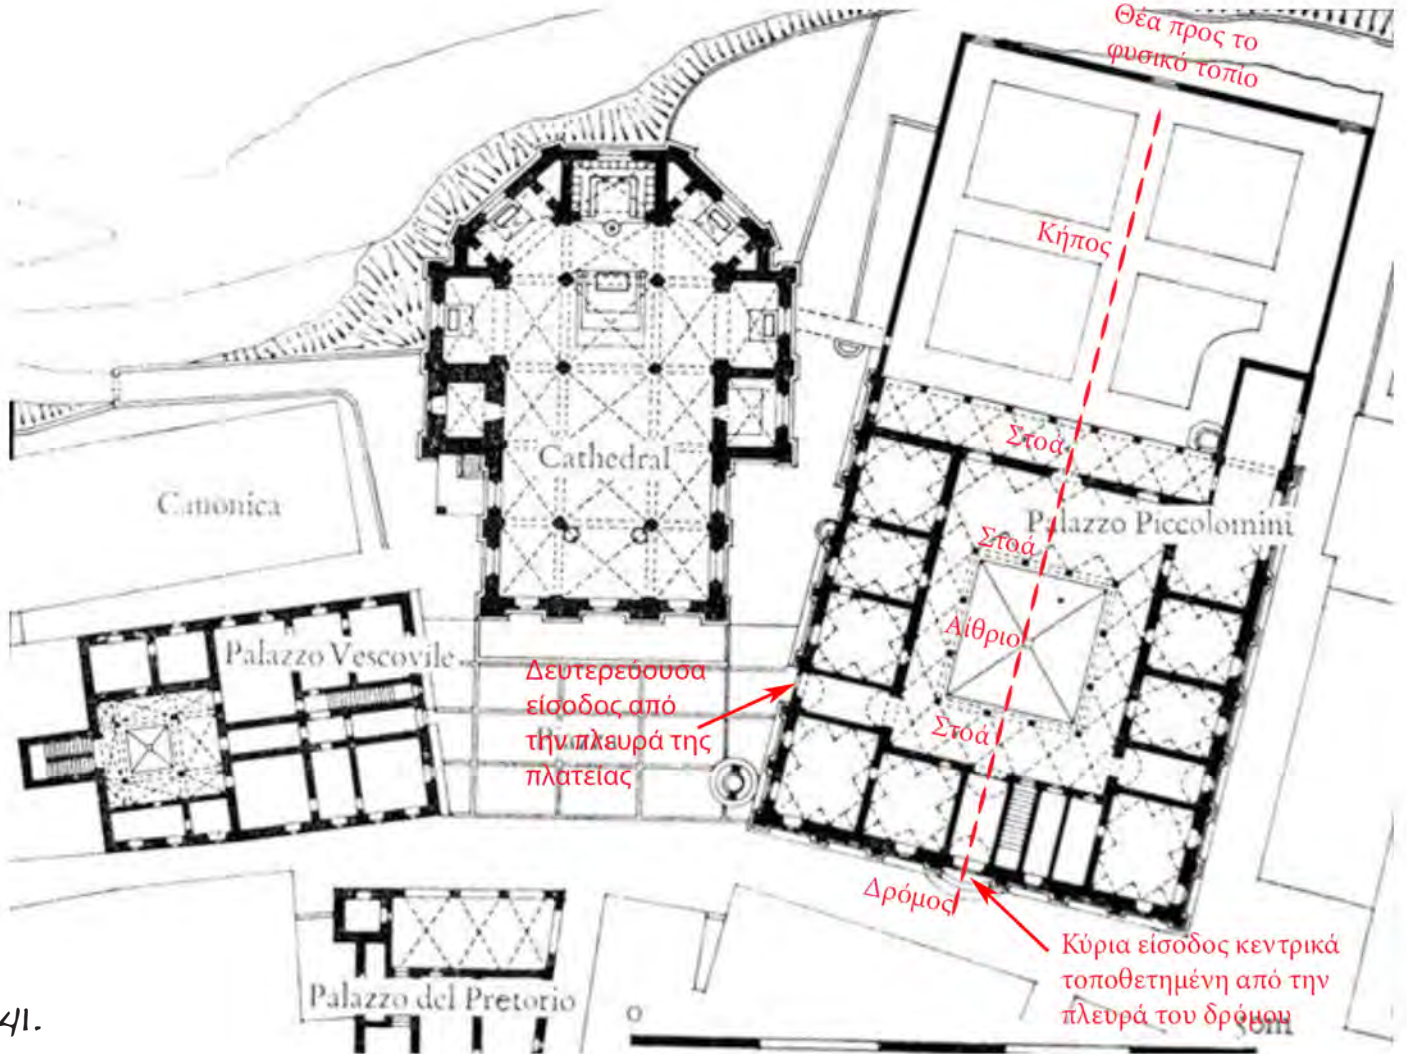 Θέα προς το
φυσικό τοπίο
Κήπος
Στοά
Cathedral
Canonica
Palazzo Piccolomini
Στοά
Αίθριο
Palazzo Vescovile
Δευτερεύουσα
είσοδος από
την πλευρά της
πλατείας
Piazza
Στοά
Δρόμος
Κύρια είσοδος κεντρικά
τοποθετημένη από την
πλευρά του δρόμου
Palazzo del Pretorio
0
50m
41.